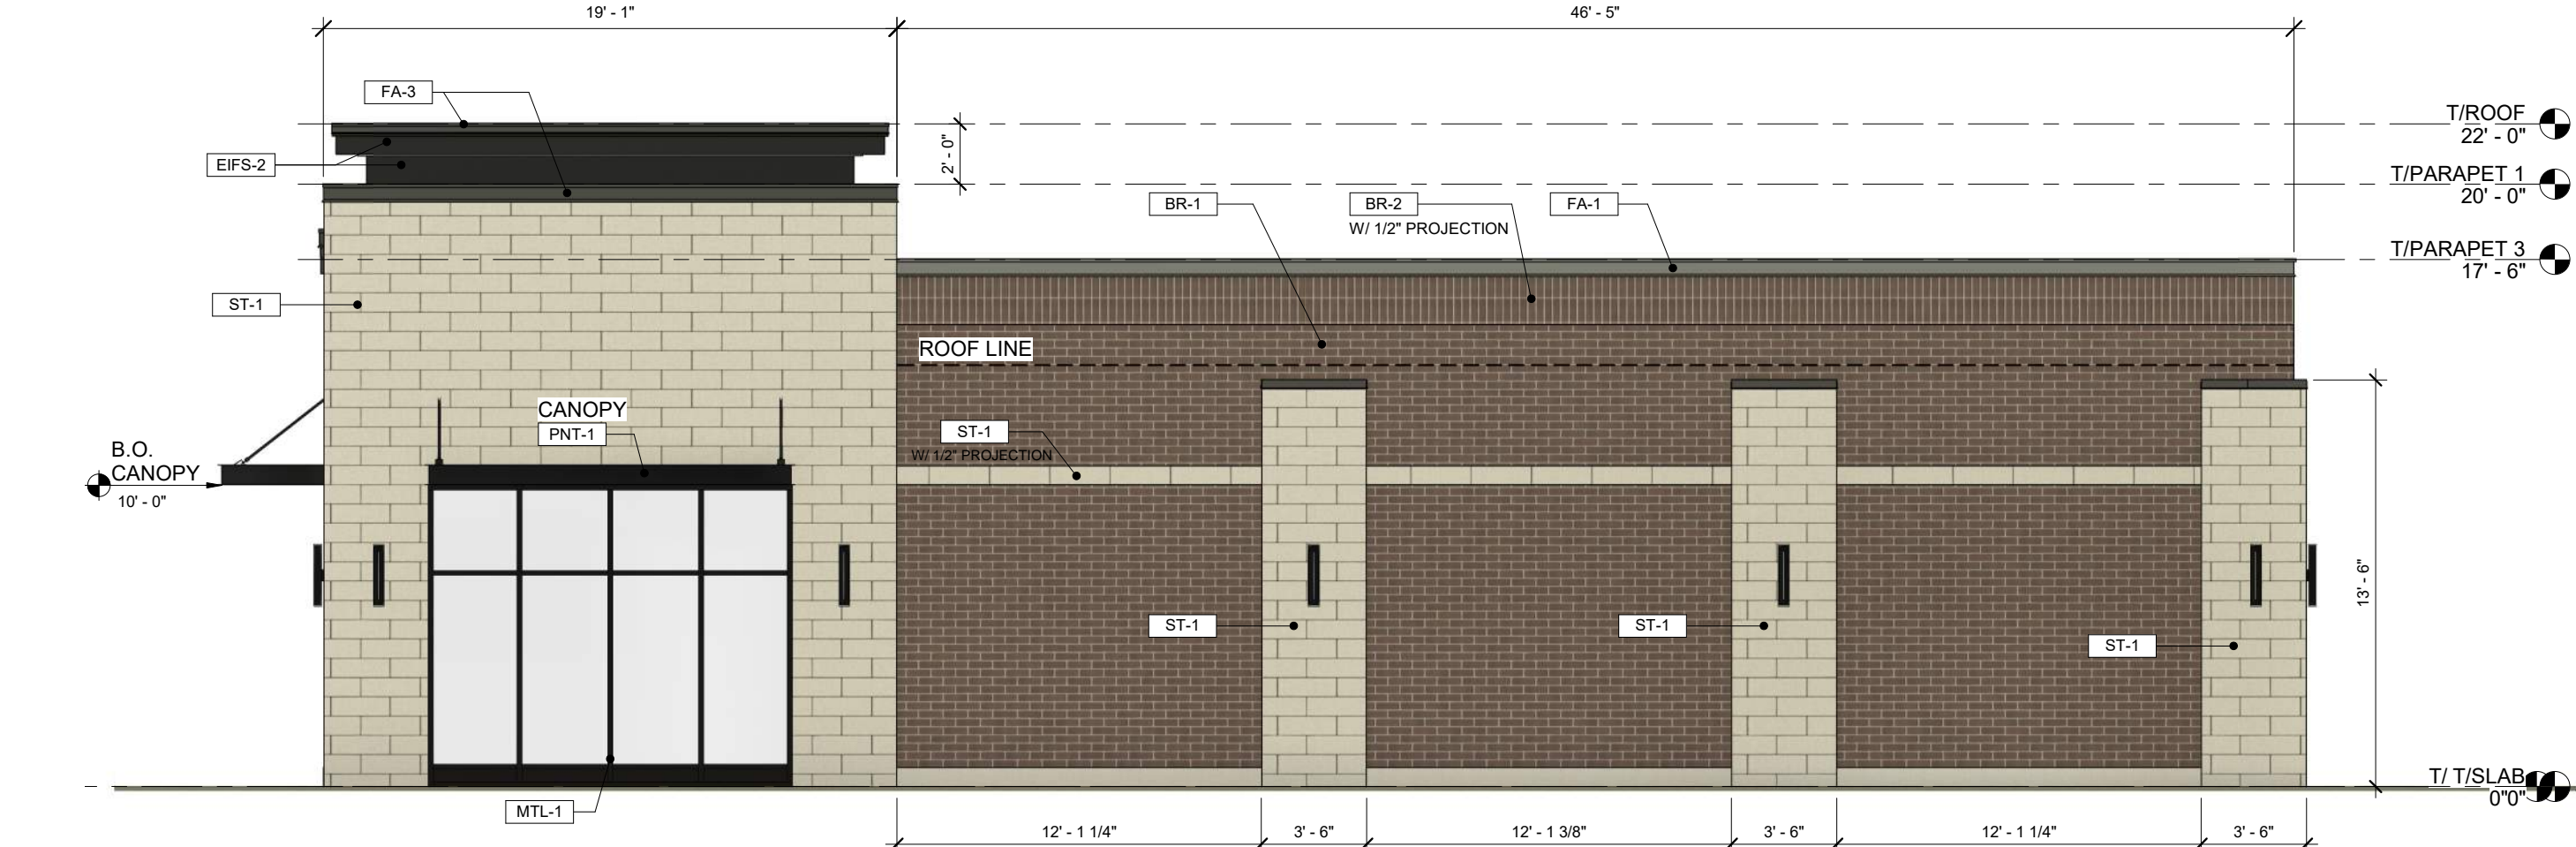 19' - 1"
46' - 5"
FA-3
T/ROOF
22' - 0"
2' - 0"
EIFS-2
T/PARAPET 1
20' - 0"
BR-1
BR-2
FA-1
W/ 1/2" PROJECTION
T/PARAPET 3
17' - 6"
ST-1
ROOF LINE
CANOPY
PNT-1
ST-1
W/ 1/2" PROJECTION
B.O.
CANOPY
10' - 0"
13' - 6"
ST-1
ST-1
ST-1
T/ T/SLAB
0"0"
MTL-1
12' - 1 1/4"
3' - 6"
12' - 1 3/8"
3' - 6"
12' - 1 1/4"
3' - 6"